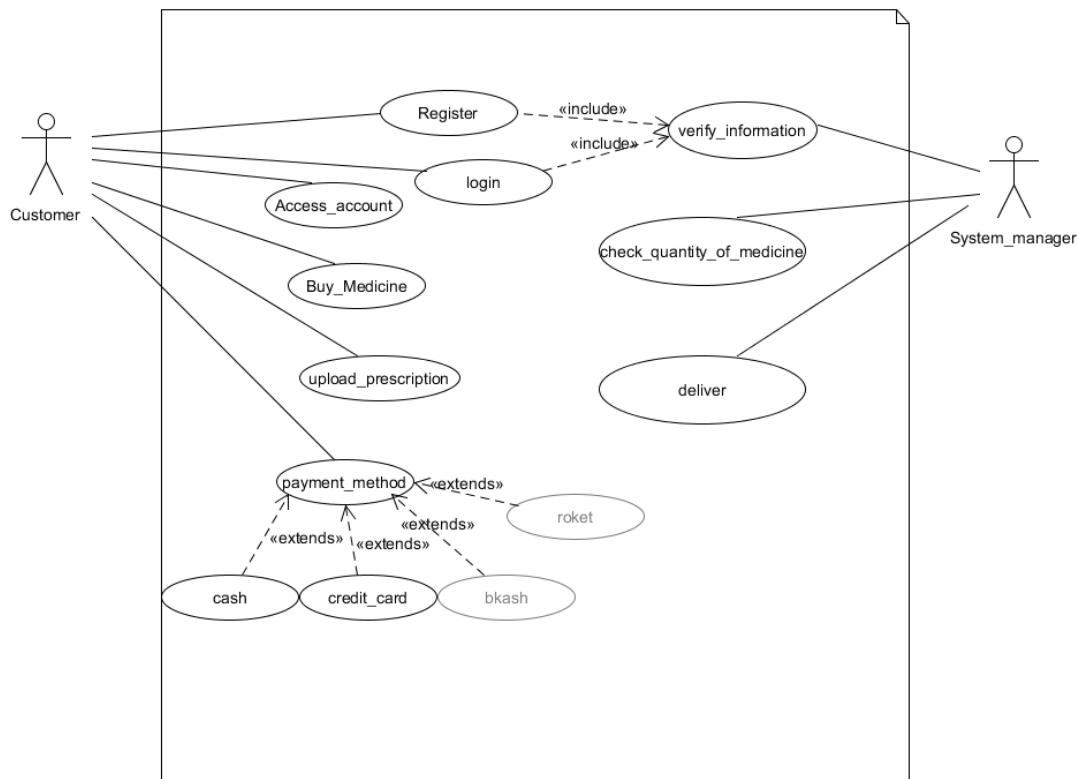 Register
«include»
verify_information
«include»
login
Customer
Access_account
System_manager
check_quantity_of_medicine
Buy_Medicine
upload_prescription
deliver
payment_method
«extends»
roket
«extends»
«extends»
«extends»
cash
credit_card
bkash